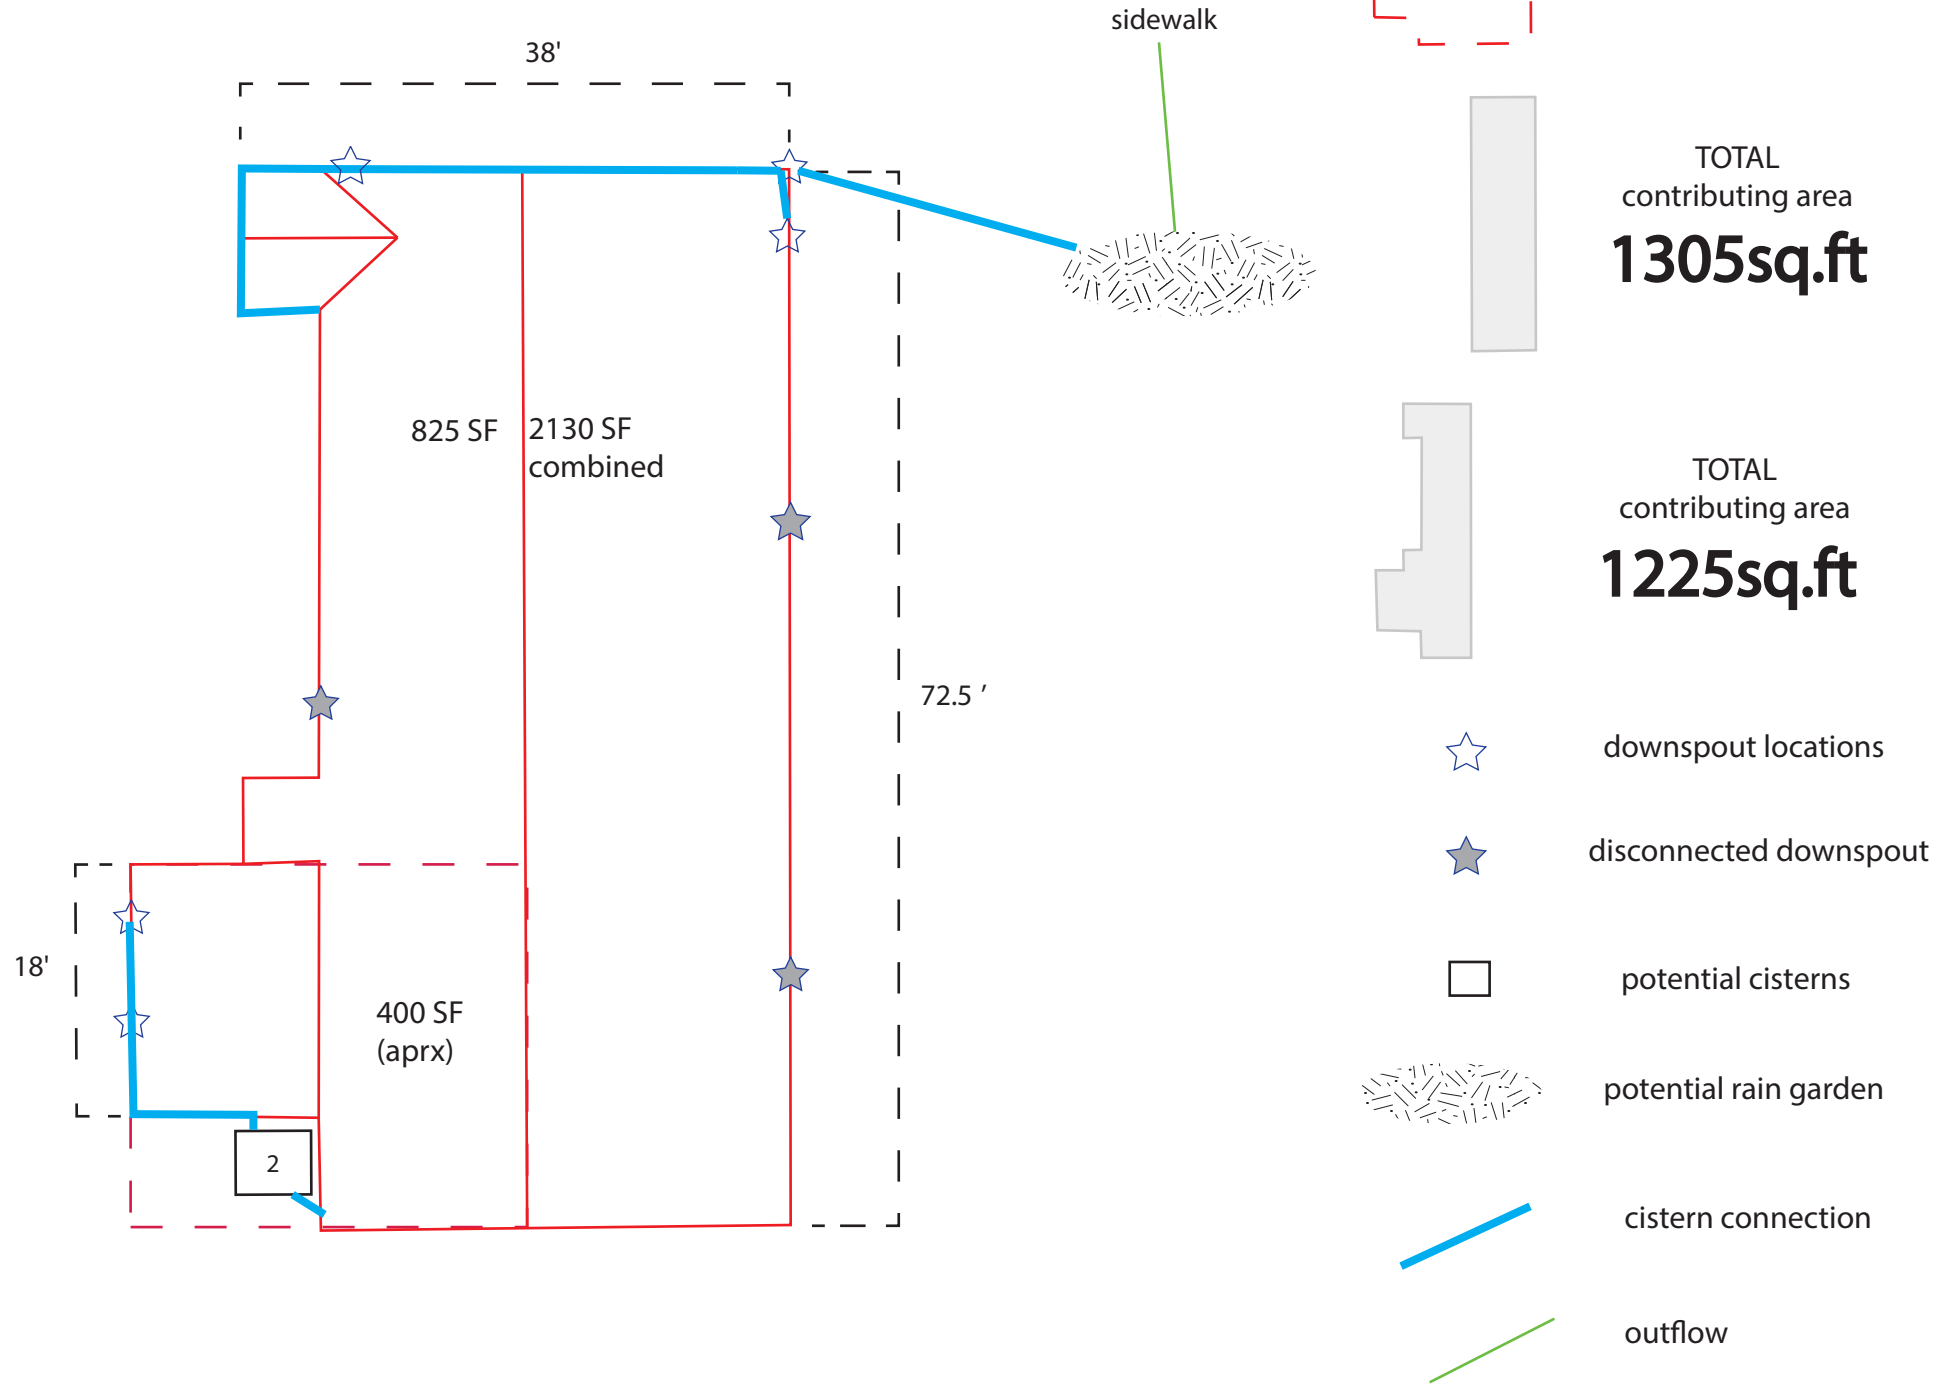 sidewalk
38'
TOTAL
contributing area
1305sq.ft
825 SF
2130 SF
combined
TOTAL
contributing area
1225sq.ft
72.5 '
downspout locations
disconnected downspout
18'
potential cisterns
400 SF
(aprx)
potential rain garden
2
cistern connection
outflow